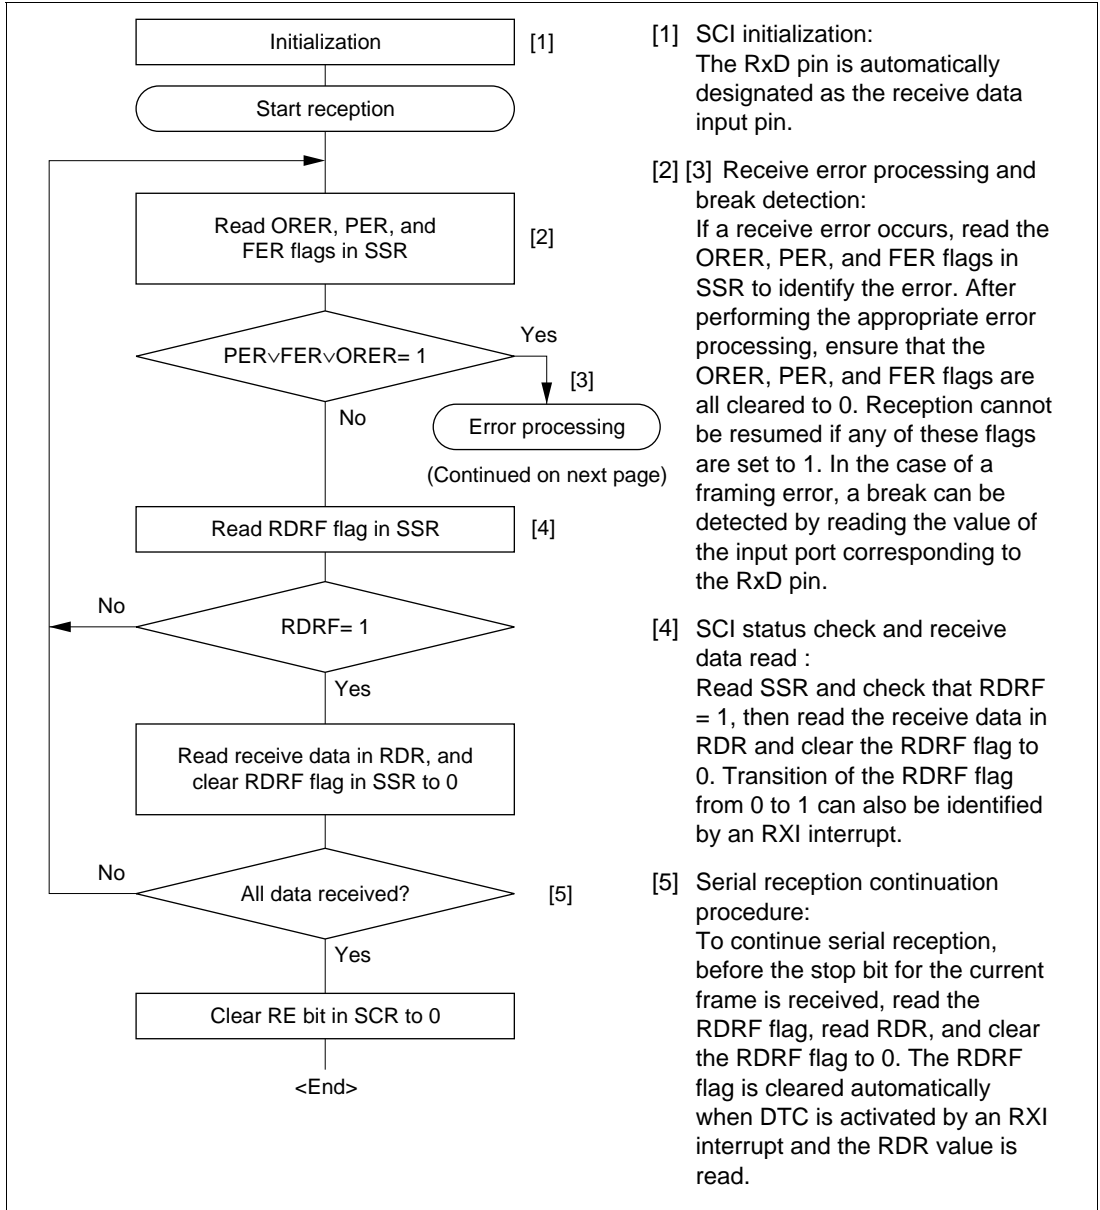 Initialization
[1]
Start reception
Read ORER, PER, and
FER flags in SSR
[2]
PER∨FER∨ORER= 1
Yes
[3]
No
Error processing
(Continued on next page)
Read RDRF flag in SSR
[4]
No
RDRF= 1
Yes
Read receive data in RDR, and
clear RDRF flag in SSR to 0
No
All data received?
[5]
Yes
Clear RE bit in SCR to 0
<End>
[1] SCI initialization:
The RxD pin is automatically
designated as the receive data
input pin.
[2] [3] Receive error processing and
break detection:
If a receive error occurs, read the
ORER, PER, and FER flags in
SSR to identify the error. After
performing the appropriate error
processing, ensure that the
ORER, PER, and FER flags are
all cleared to 0. Reception cannot
be resumed if any of these flags
are set to 1. In the case of a
framing error, a break can be
detected by reading the value of
the input port corresponding to
the RxD pin.
[4] SCI status check and receive
data read :
Read SSR and check that RDRF
= 1, then read the receive data in
RDR and clear the RDRF flag to
0. Transition of the RDRF flag
from 0 to 1 can also be identified
by an RXI interrupt.
[5] Serial reception continuation
procedure:
To continue serial reception,
before the stop bit for the current
frame is received, read the
RDRF flag, read RDR, and clear
the RDRF flag to 0. The RDRF
flag is cleared automatically
when DTC is activated by an RXI
interrupt and the RDR value is
read.